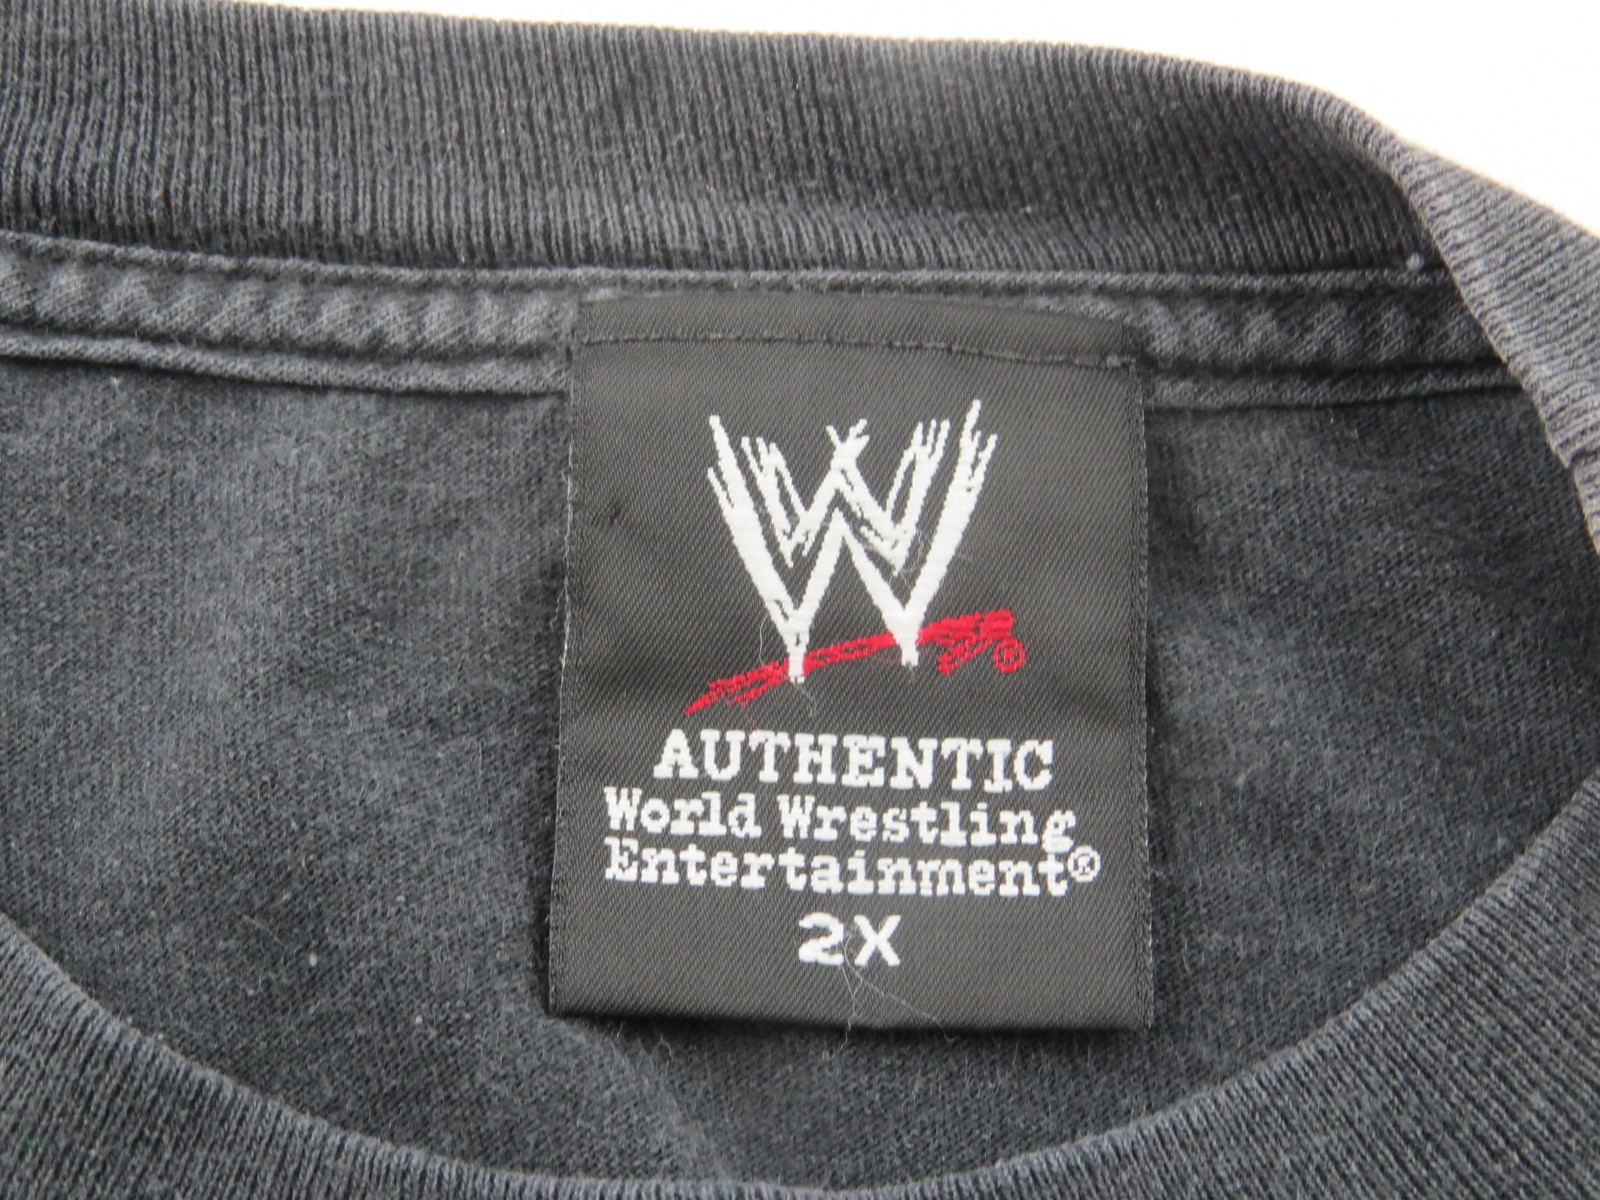 W
®
AUTHENTIC
World Wrestling
Entertainment®
2X